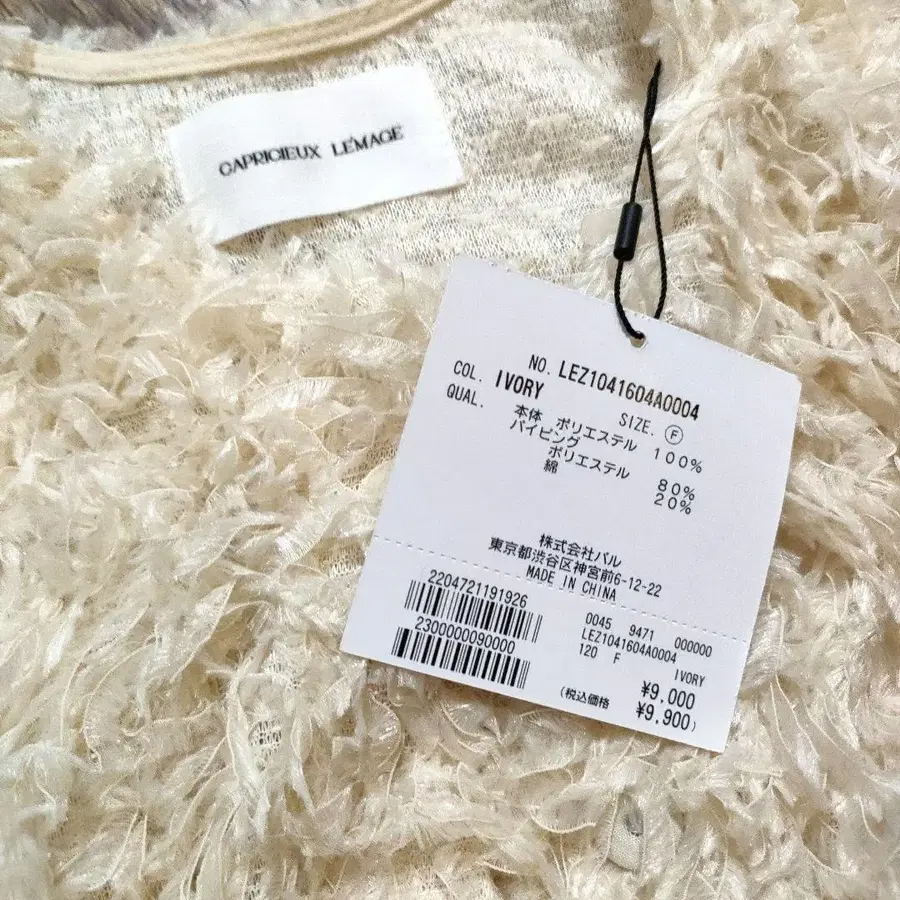 CAPRICIEUX LE'MAGE
NO. LEZ1041604A0004
COL. IVORY SIZE. Ⓕ
QUAL.
本体 ポリエステル 100%
パイピング
ポリエステル 80%
綿 20%
株式会社パル
東京都渋谷区神宮前6-12-22
MADE IN CHINA
2204721191926
2300000090000
0045 9471 000000
LEZ1041604A0004
120 F IVORY
¥9,000
(税込価格 ¥9,900)